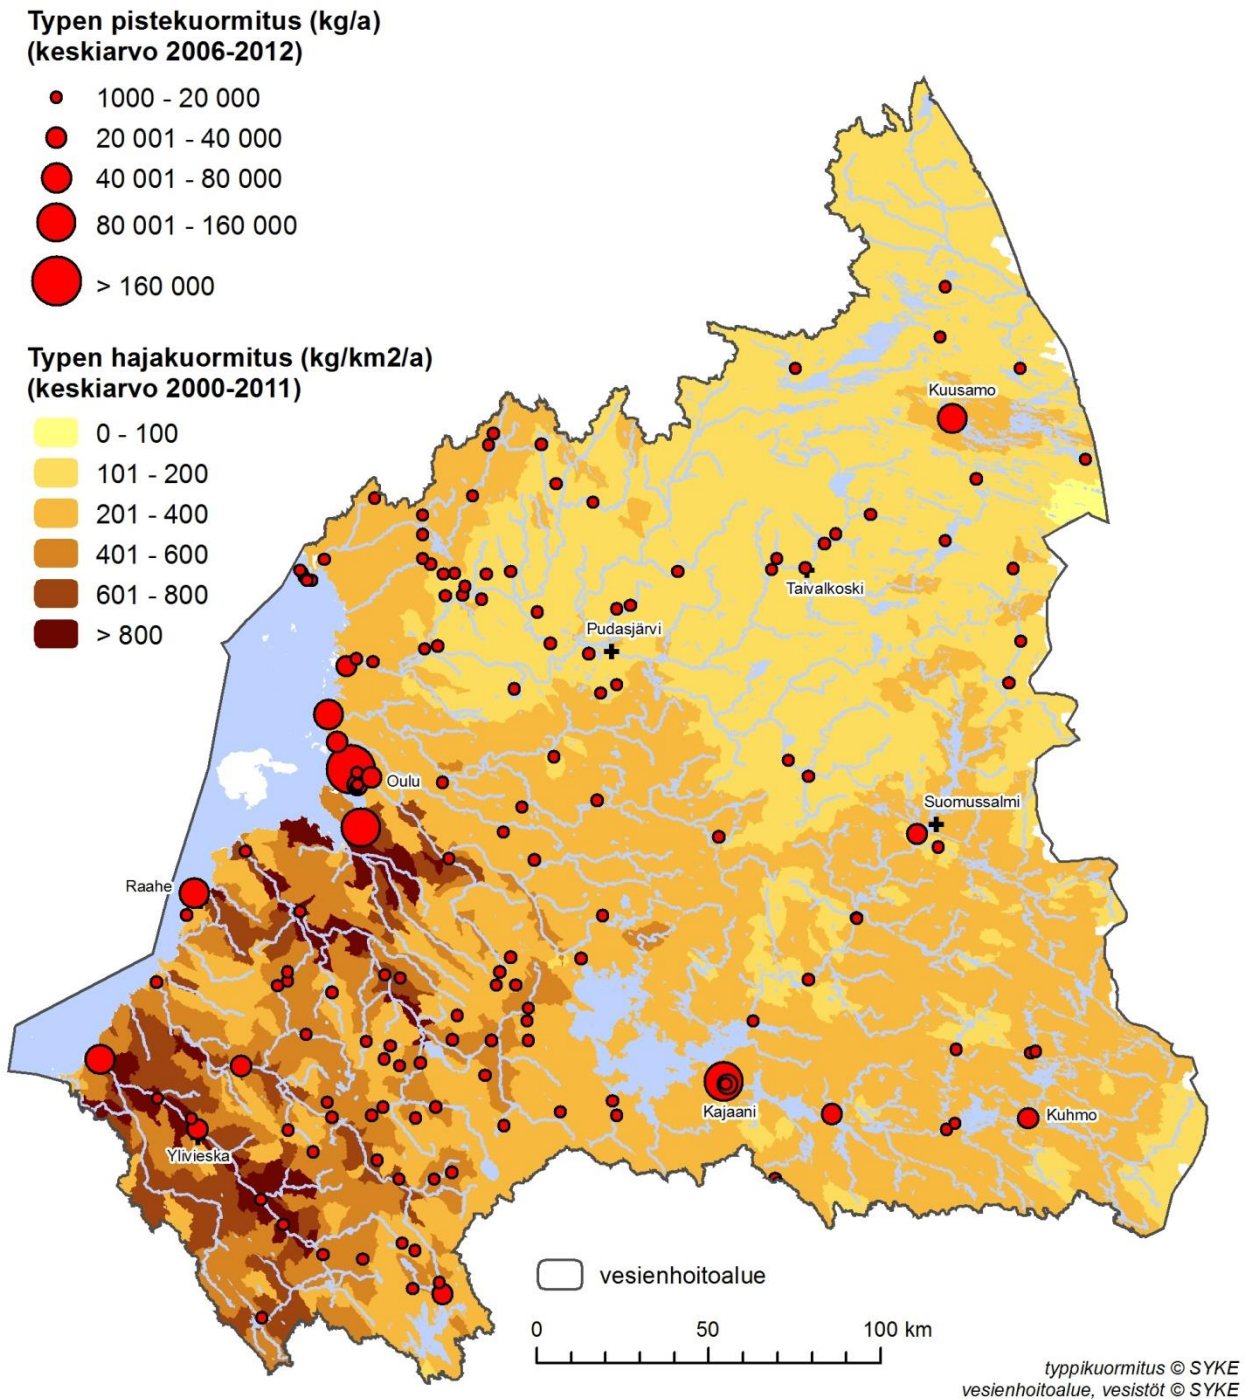 Typen pistekuormitus (kg/a)
(keskiarvo 2006-2012)
1000 - 20 000
20 001 - 40 000
40 001 - 80 000
80 001 - 160 000
> 160 000
Typen hajakuormitus (kg/km2/a)
(keskiarvo 2000-2011)
0 - 100
101 - 200
201 - 400
401 - 600
601 - 800
> 800
Kuusamo
Taivalkoski
Pudasjärvi
Oulu
Suomussalmi
Raahe
Kajaani
Kuhmo
Ylivieska
vesienhoitoalue
0 50 100 km
typpikuormitus © SYKE
vesienhoitoalue, vesistöt © SYKE